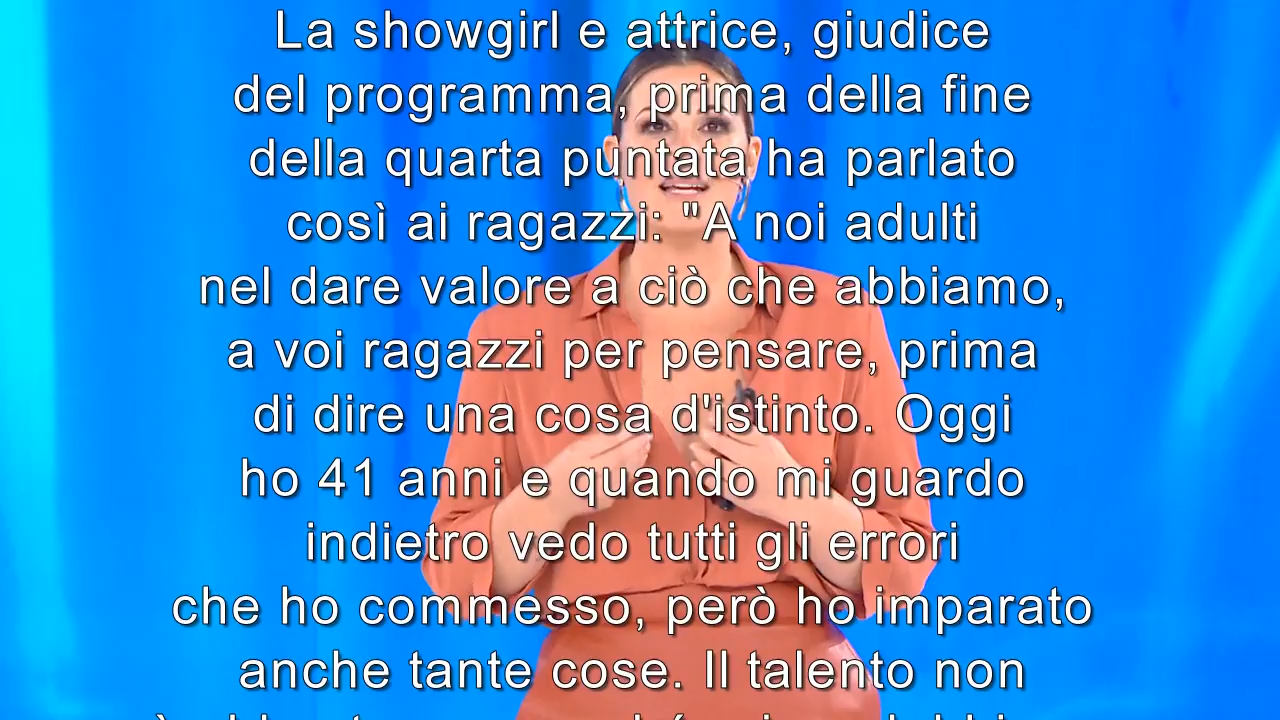 La showgirl e attrice, giudice
del programma, prima della fine
della quarta puntata ha parlato
così ai ragazzi: "A noi adulti
nel dare valore a ciò che abbiamo,
a voi ragazzi per pensare, prima
di dire una cosa d'istinto. Oggi
ho 41 anni e quando mi guardo
indietro vedo tutti gli errori
che ho commesso, però ho imparato
anche tante cose. Il talento non